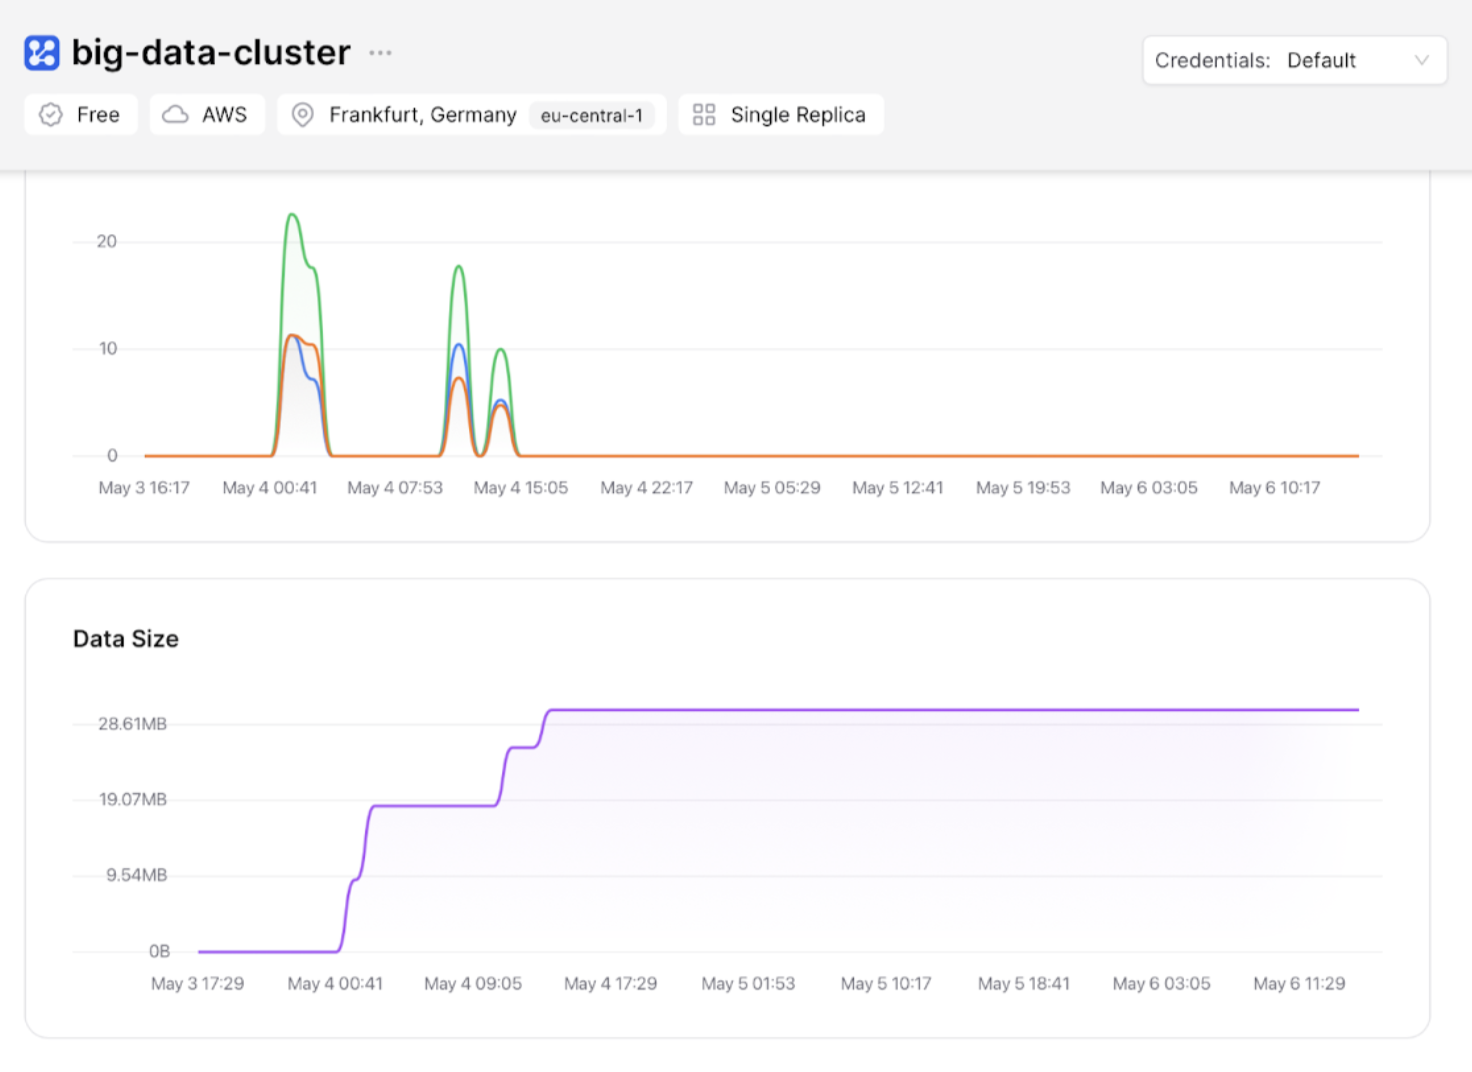 big-data-cluster ...
Credentials: Default
Free AWS Frankfurt, Germany eu-central-1 Single Replica
20
10
0
May 3 16:17 May 4 00:41 May 4 07:53 May 4 15:05 May 4 22:17 May 5 05:29 May 5 12:41 May 5 19:53 May 6 03:05 May 6 10:17
Data Size
28.61MB
19.07MB
9.54MB
0B
May 3 17:29 May 4 00:41 May 4 09:05 May 4 17:29 May 5 01:53 May 5 10:17 May 5 18:41 May 6 03:05 May 6 11:29